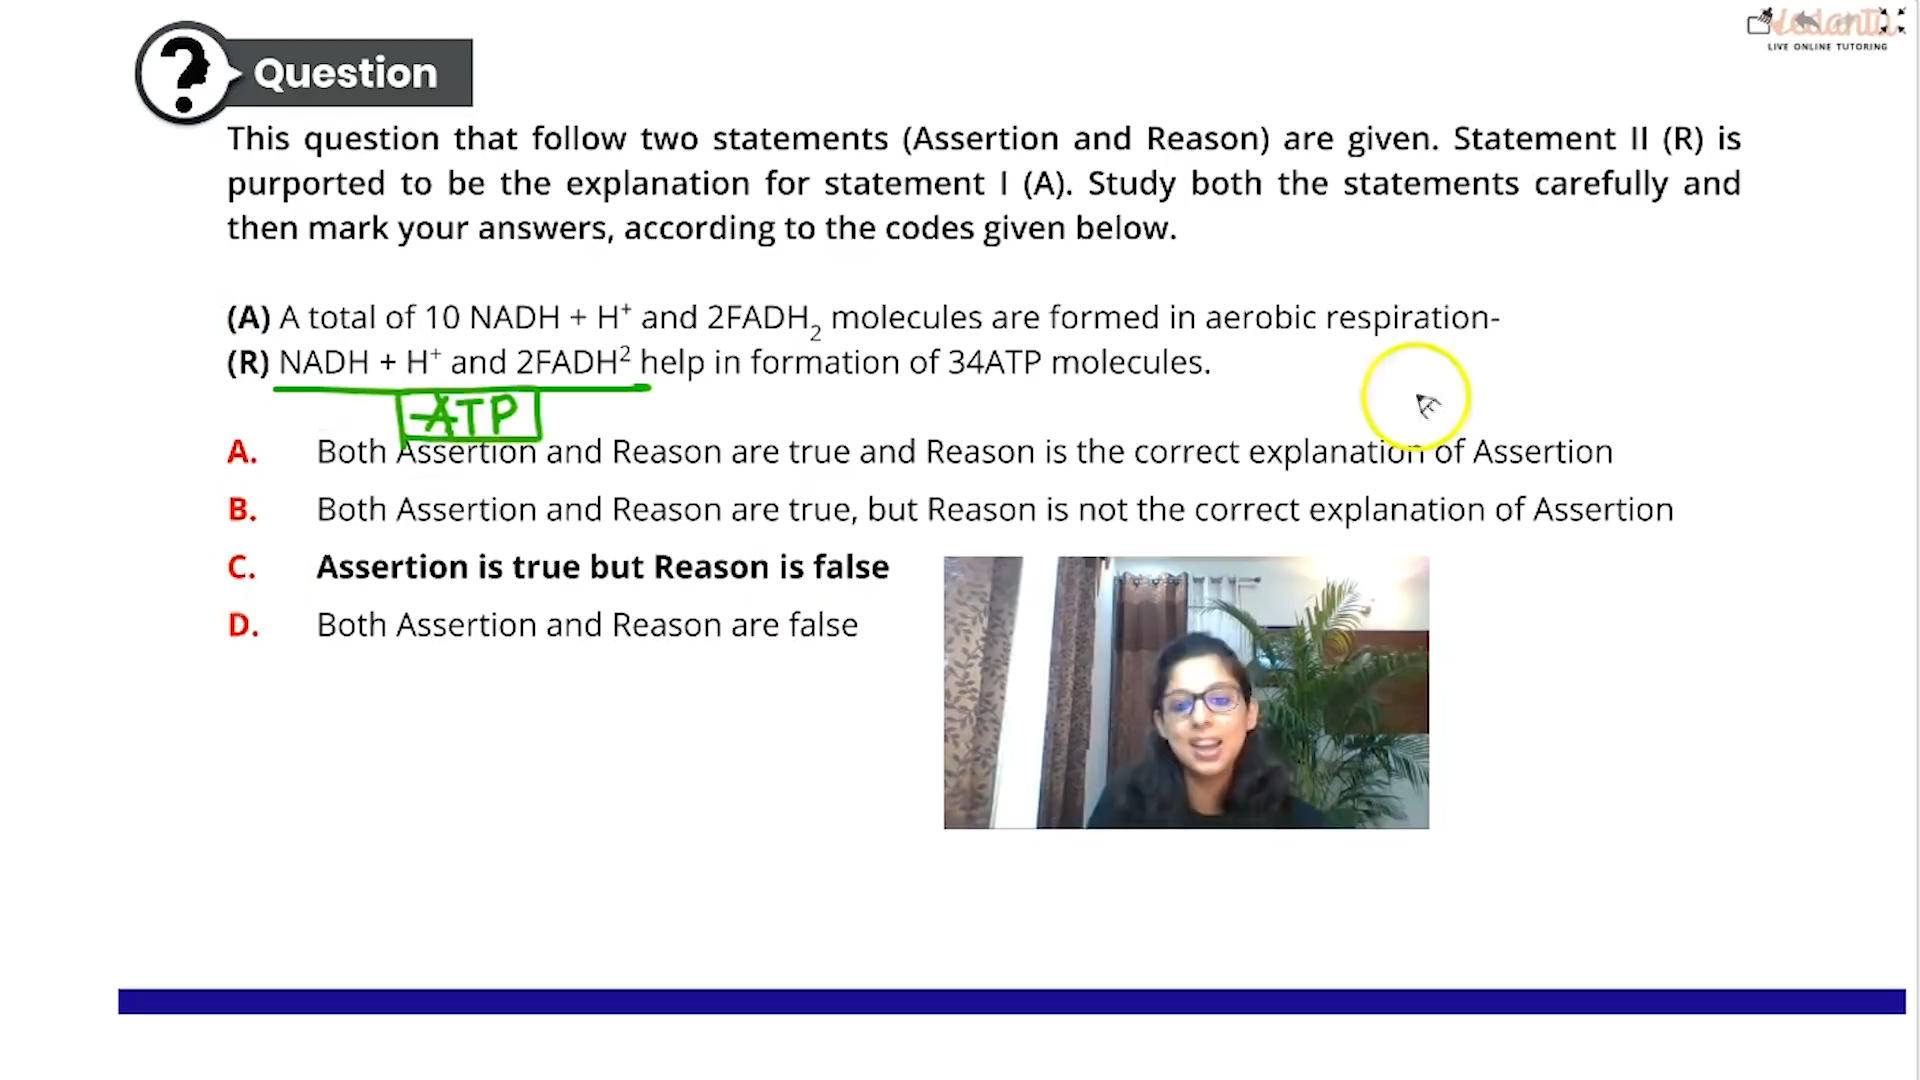 Vedantu
LIVE ONLINE TUTORING
? Question
This question that follow two statements (Assertion and Reason) are given. Statement II (R) is
purported to be the explanation for statement I (A). Study both the statements carefully and
then mark your answers, according to the codes given below.
(A) A total of 10 NADH + H⁺ and 2FADH₂ molecules are formed in aerobic respiration-
(R) NADH + H⁺ and 2FADH² help in formation of 34ATP molecules.
ATP
A. Both Assertion and Reason are true and Reason is the correct explanation of Assertion
B. Both Assertion and Reason are true, but Reason is not the correct explanation of Assertion
C. Assertion is true but Reason is false
D. Both Assertion and Reason are false